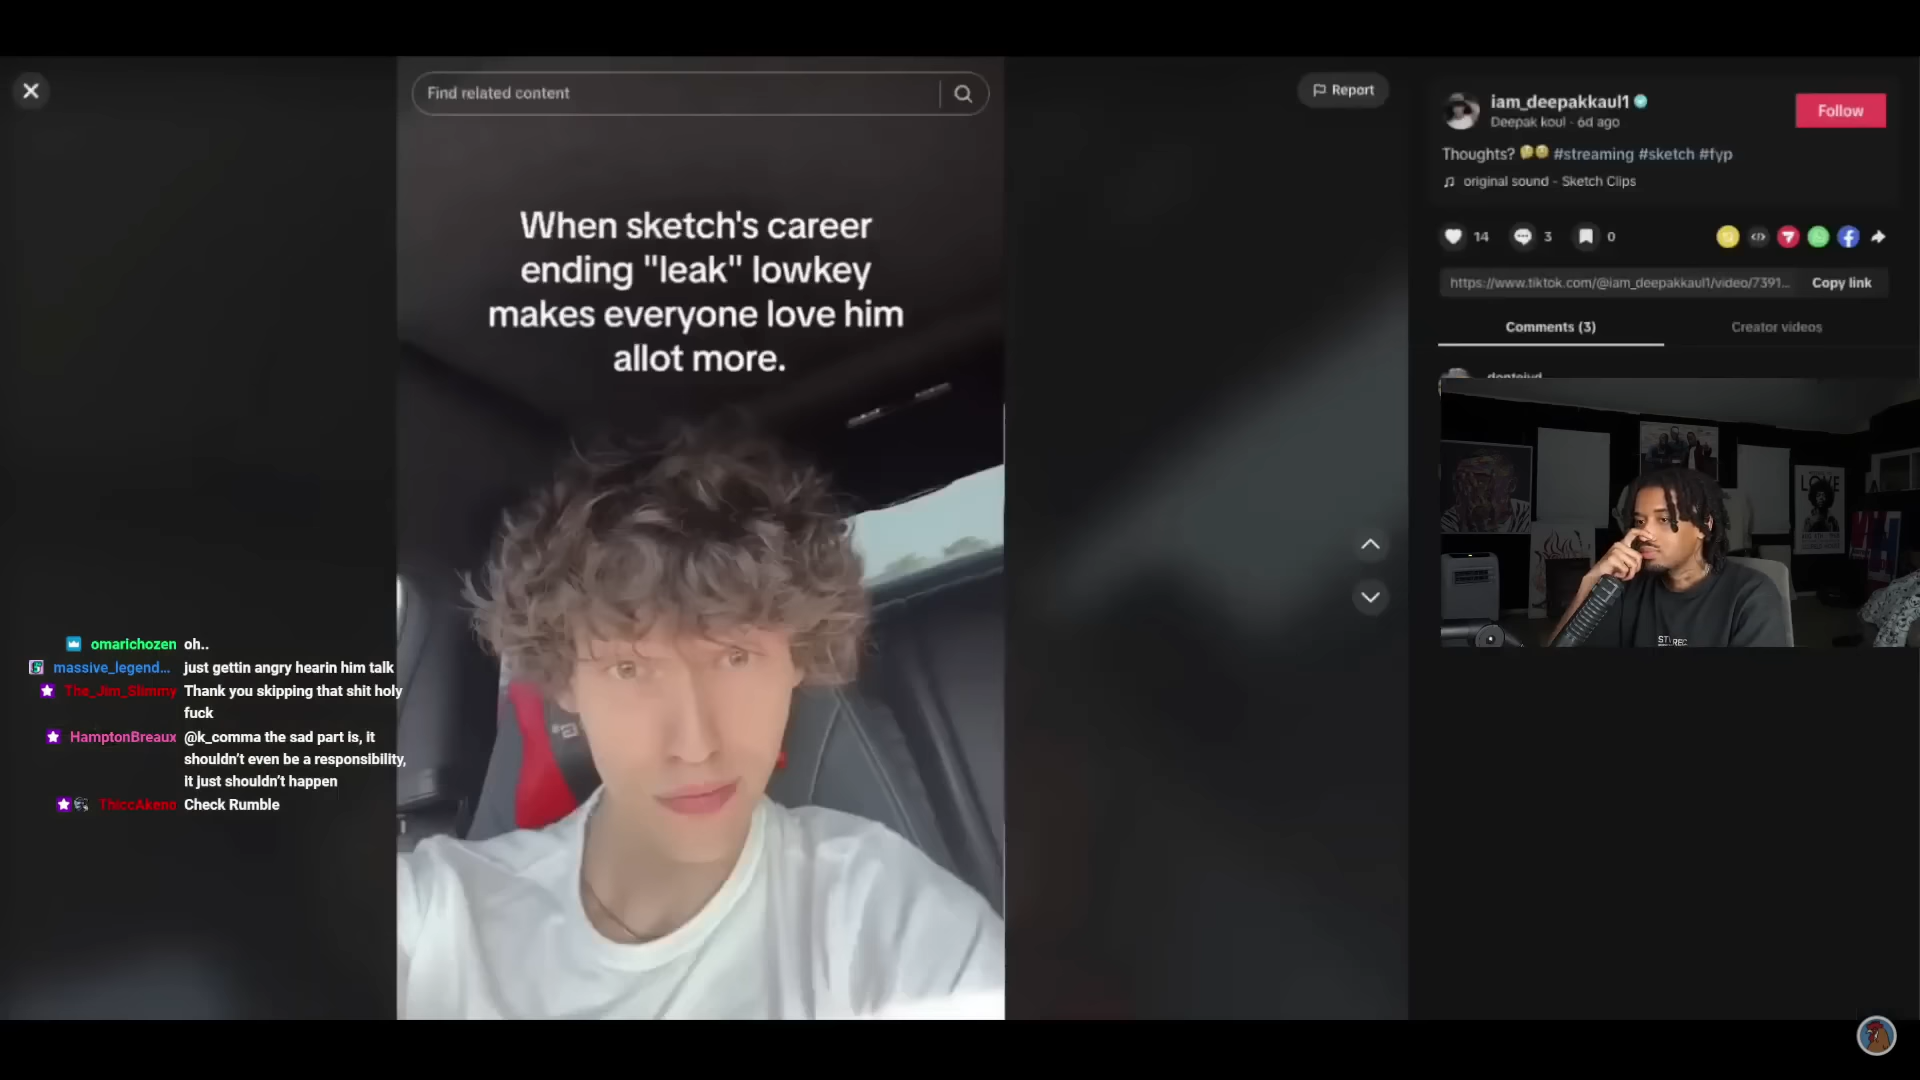 Find related content
Report
When sketch's career
ending "leak" lowkey
makes everyone love him
allot more.
iam_deepakkaul1
Deepak koul - 6d ago
Follow
Thoughts? #streaming #sketch #fyp
original sound - Sketch Clips
14 3 0
https://www.tiktok.com/@iam_deepakkaul1/video/7391... Copy link
Comments (3) Creator videos
LOVE
omarichozen oh..
massive_legend... just gettin angry hearin him talk
The_Jim_Slimmy Thank you skipping that shit holy
fuck
HamptonBreaux @k_comma the sad part is, it
shouldn't even be a responsibility,
it just shouldn't happen
ThiccAkeno Check Rumble